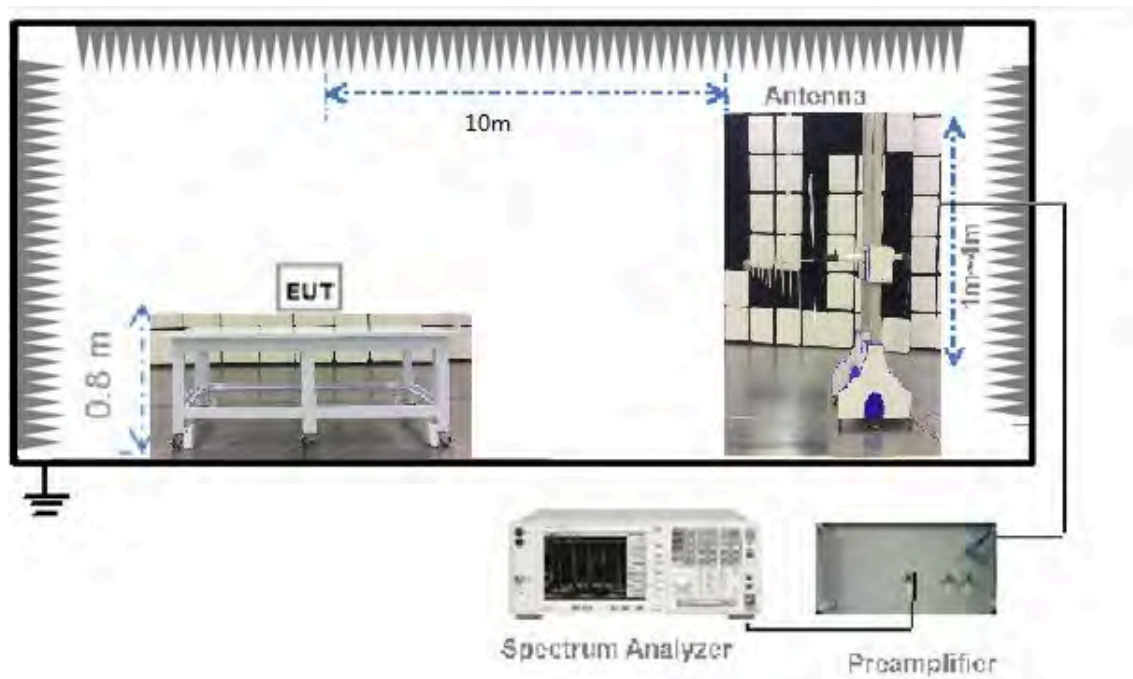 10m
Antenna
1m~4m
EUT
0.8 m
Spectrum Analyzer
Preamplifier